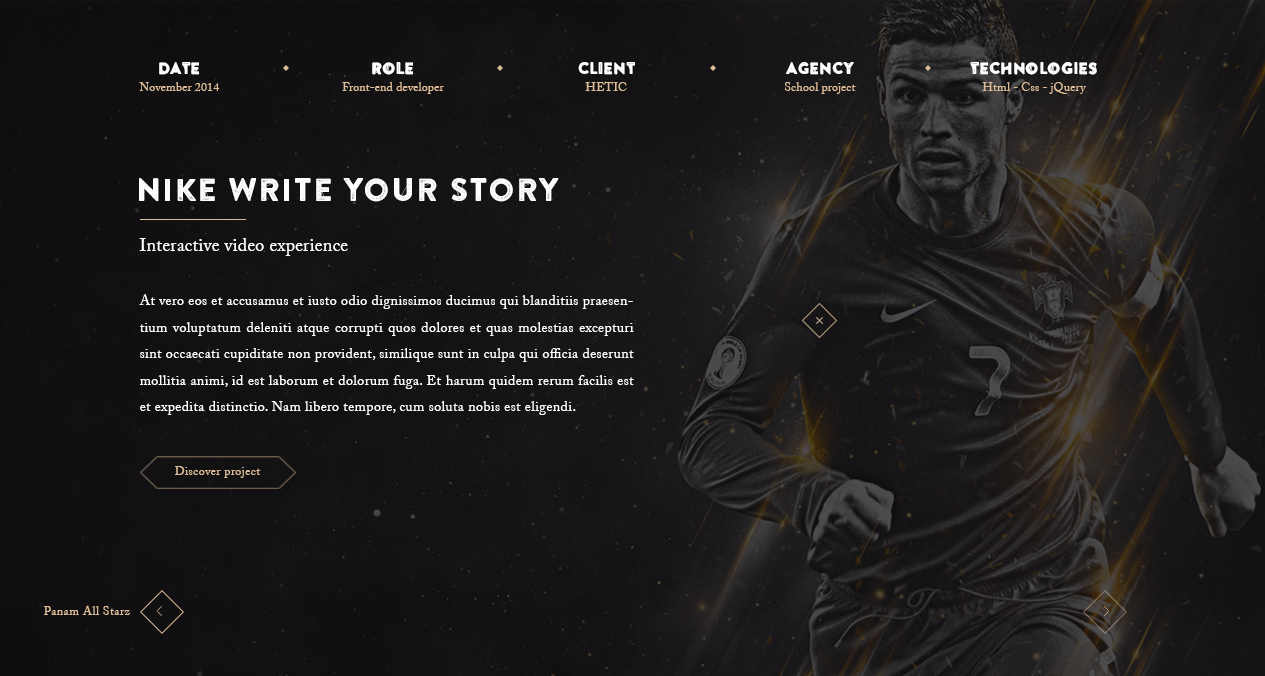 DATE
November 2014
ROLE
Front-end developer
CLIENT
HETIC
AGENCY
School project
TECHNOLOGIES
Html - Css - jQuery
NIKE WRITE YOUR STORY
Interactive video experience
At vero eos et accusamus et iusto odio dignissimos ducimus qui blanditiis praesen-
tium voluptatum deleniti atque corrupti quos dolores et quas molestias excepturi
sint occaecati cupiditate non provident, similique sunt in culpa qui officia deserunt
mollitia animi, id est laborum et dolorum fuga. Et harum quidem rerum facilis est
et expedita distinctio. Nam libero tempore, cum soluta nobis est eligendi.
7
Discover project
Panam All Starz